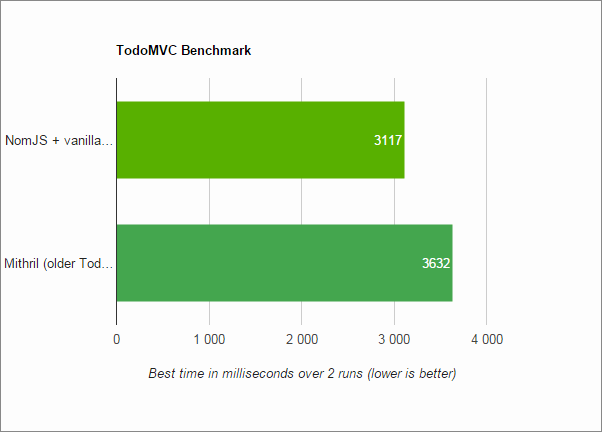 TodoMVC Benchmark
NomJS + vanilla...
3117
Mithril (older Tod...
3632
0 1 000 2 000 3 000 4 000
Best time in milliseconds over 2 runs (lower is better)